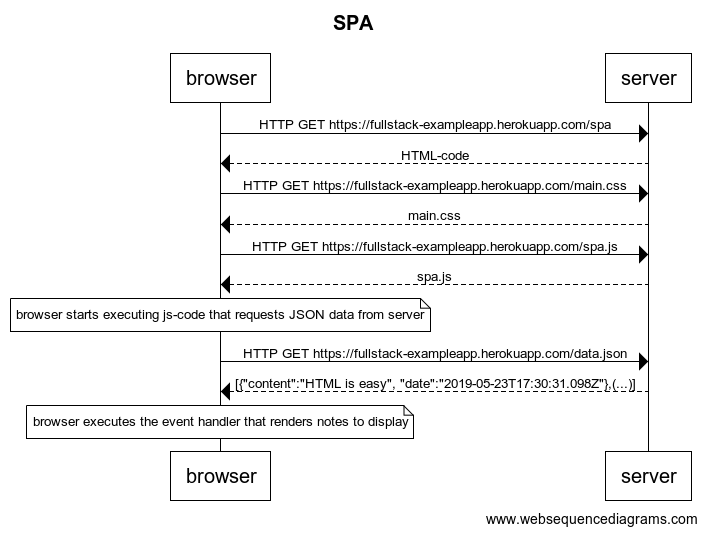 SPA
browser
server
HTTP GET https://fullstack-exampleapp.herokuapp.com/spa
HTML-code
HTTP GET https://fullstack-exampleapp.herokuapp.com/main.css
main.css
HTTP GET https://fullstack-exampleapp.herokuapp.com/spa.js
spa.js
browser starts executing js-code that requests JSON data from server
HTTP GET https://fullstack-exampleapp.herokuapp.com/data.json
[{"content":"HTML is easy", "date":"2019-05-23T17:30:31.098Z"},(...)]
browser executes the event handler that renders notes to display
browser
server
www.websequencediagrams.com